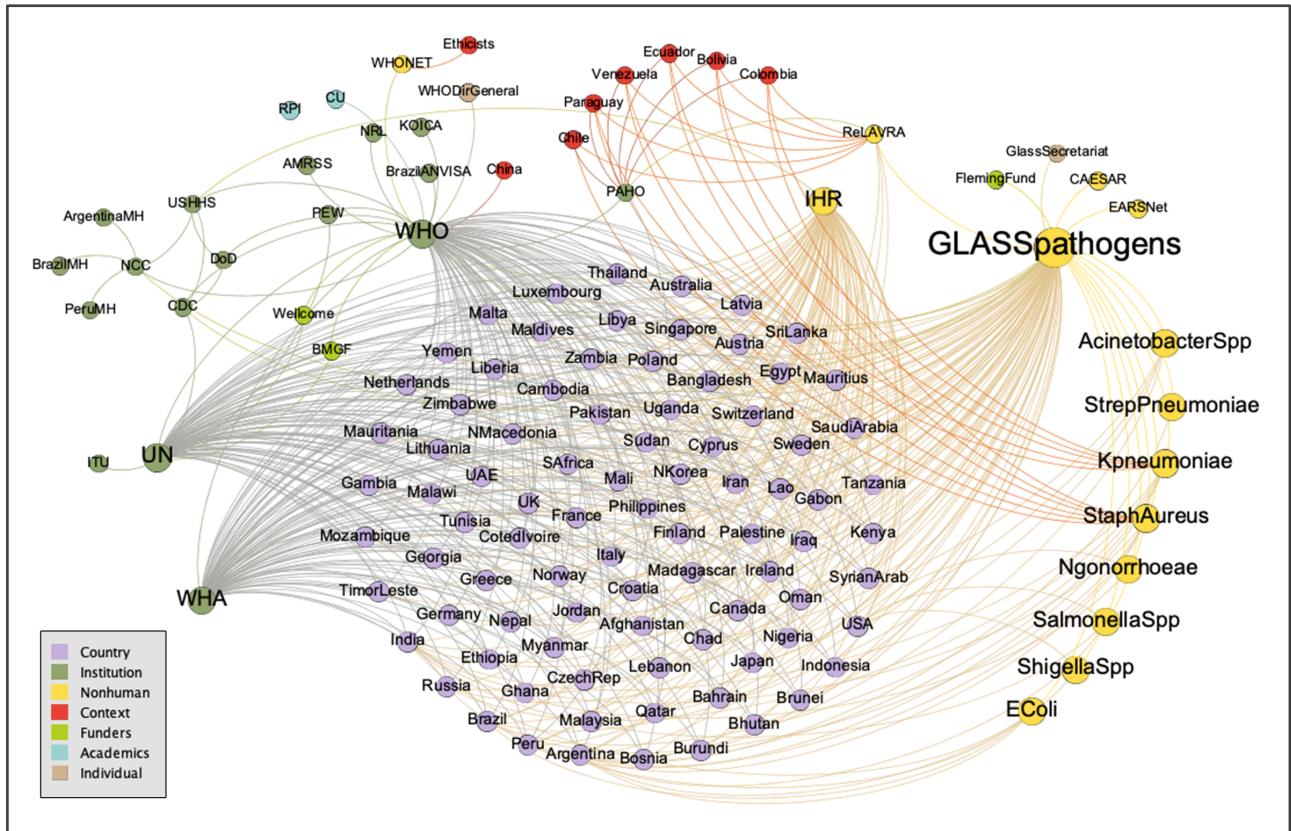 Ethicists
WHONET
Ecuador
Bolivia
Venezuela
Colombia
WHODirGeneral
CU
RPI
Paraguay
NRL
KOICA
Chile
ReLAVRA
GlassSecretariat
AMRSS
BrazilANVISA
China
FlemingFund
CAESAR
PAHO
USHHS
IHR
EARSNet
ArgentinaMH
PEW
WHO
GLASSpathogens
BrazilMH
NCC
DoD
Thailand
Australia
Luxembourg
PeruMH
CDC
Latvia
Wellcome
Malta
Maldives
Libya
Singapore
SriLanka
Austria
AcinetobacterSpp
BMGF
Yemen
Liberia
Zambia
Poland
Egypt
Mauritius
Netherlands
Cambodia
Bangladesh
Zimbabwe
Pakistan
Uganda
Switzerland
StrepPneumoniae
Mauritania
NMacedonia
SaudiArabia
Lithuania
Sudan
Cyprus
Sweden
UN
ITU
SAfrica
Kpneumoniae
UAE
Mali
NKorea
Iran
Lao
Tanzania
Gambia
Malawi
UK
Philippines
Gabon
Tunisia
France
StaphAureus
Mozambique
CotedIvoire
Finland
Palestine
Iraq
Kenya
Georgia
Italy
Greece
Norway
Madagascar
Ireland
SyrianArab
Ngonorrhoeae
TimorLeste
Croatia
WHA
Oman
Germany
Nepal
Jordan
Afghanistan
Canada
USA
SalmonellaSpp
India
Myanmar
Chad
Nigeria
Country
Ethiopia
Lebanon
Japan
Indonesia
ShigellaSpp
Institution
Russia
Ghana
CzechRep
Nonhuman
Bahrain
Brunei
Context
Brazil
Malaysia
Qatar
Bhutan
EColi
Funders
Peru
Argentina
Bosnia
Burundi
Academics
Individual